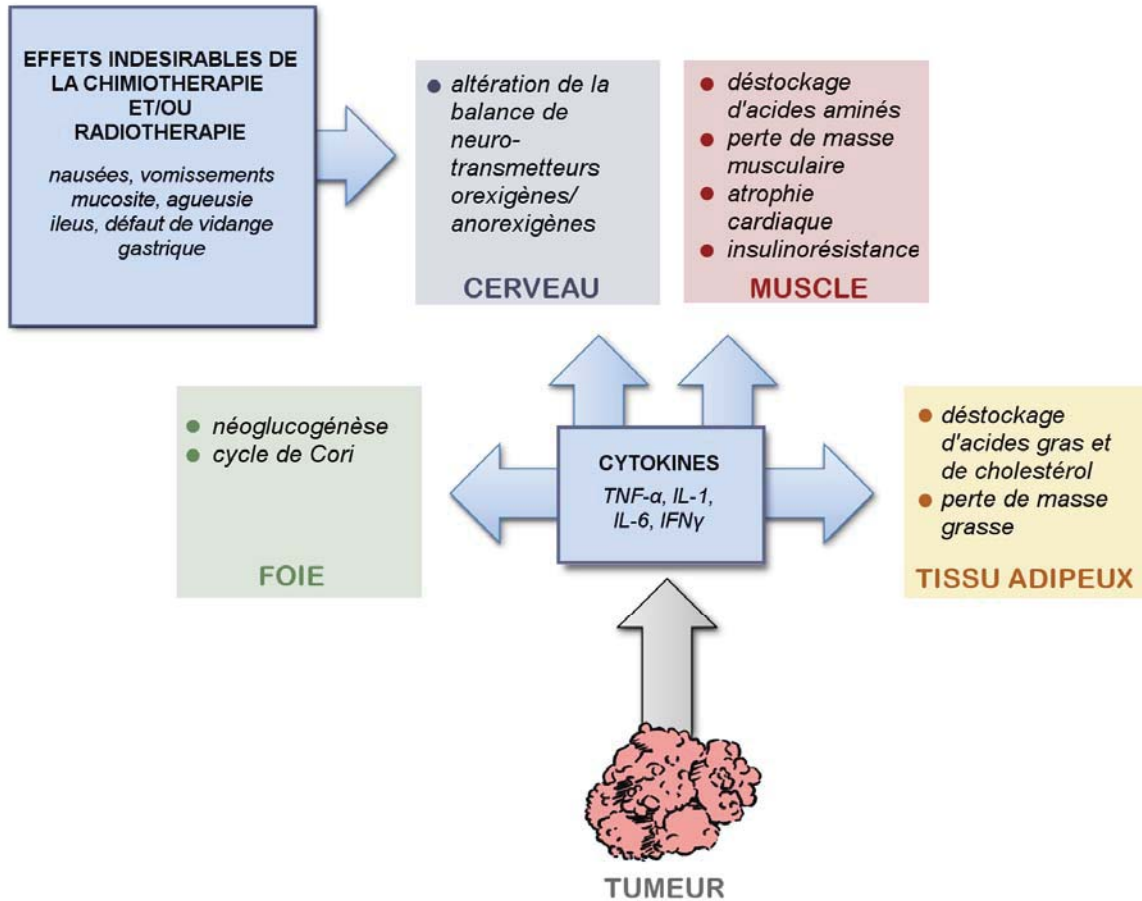 EFFETS INDESIRABLES DE
LA CHIMIOTHERAPIE
ET/OU
RADIOTHERAPIE
nausées, vomissements
mucosite, agueusie
ileus, défaut de vidange
gastrique
altération de la
balance de
neuro-
transmetteurs
orexigènes/
anorexigènes
CERVEAU
déstockage
d'acides aminés
perte de masse
musculaire
atrophie
cardiaque
insulinorésistance
MUSCLE
néoglucogénèse
cycle de Cori
FOIE
CYTOKINES
TNF-α, IL-1,
IL-6, IFNγ
déstockage
d'acides gras et
de cholestérol
perte de masse
grasse
TISSU ADIPEUX
TUMEUR